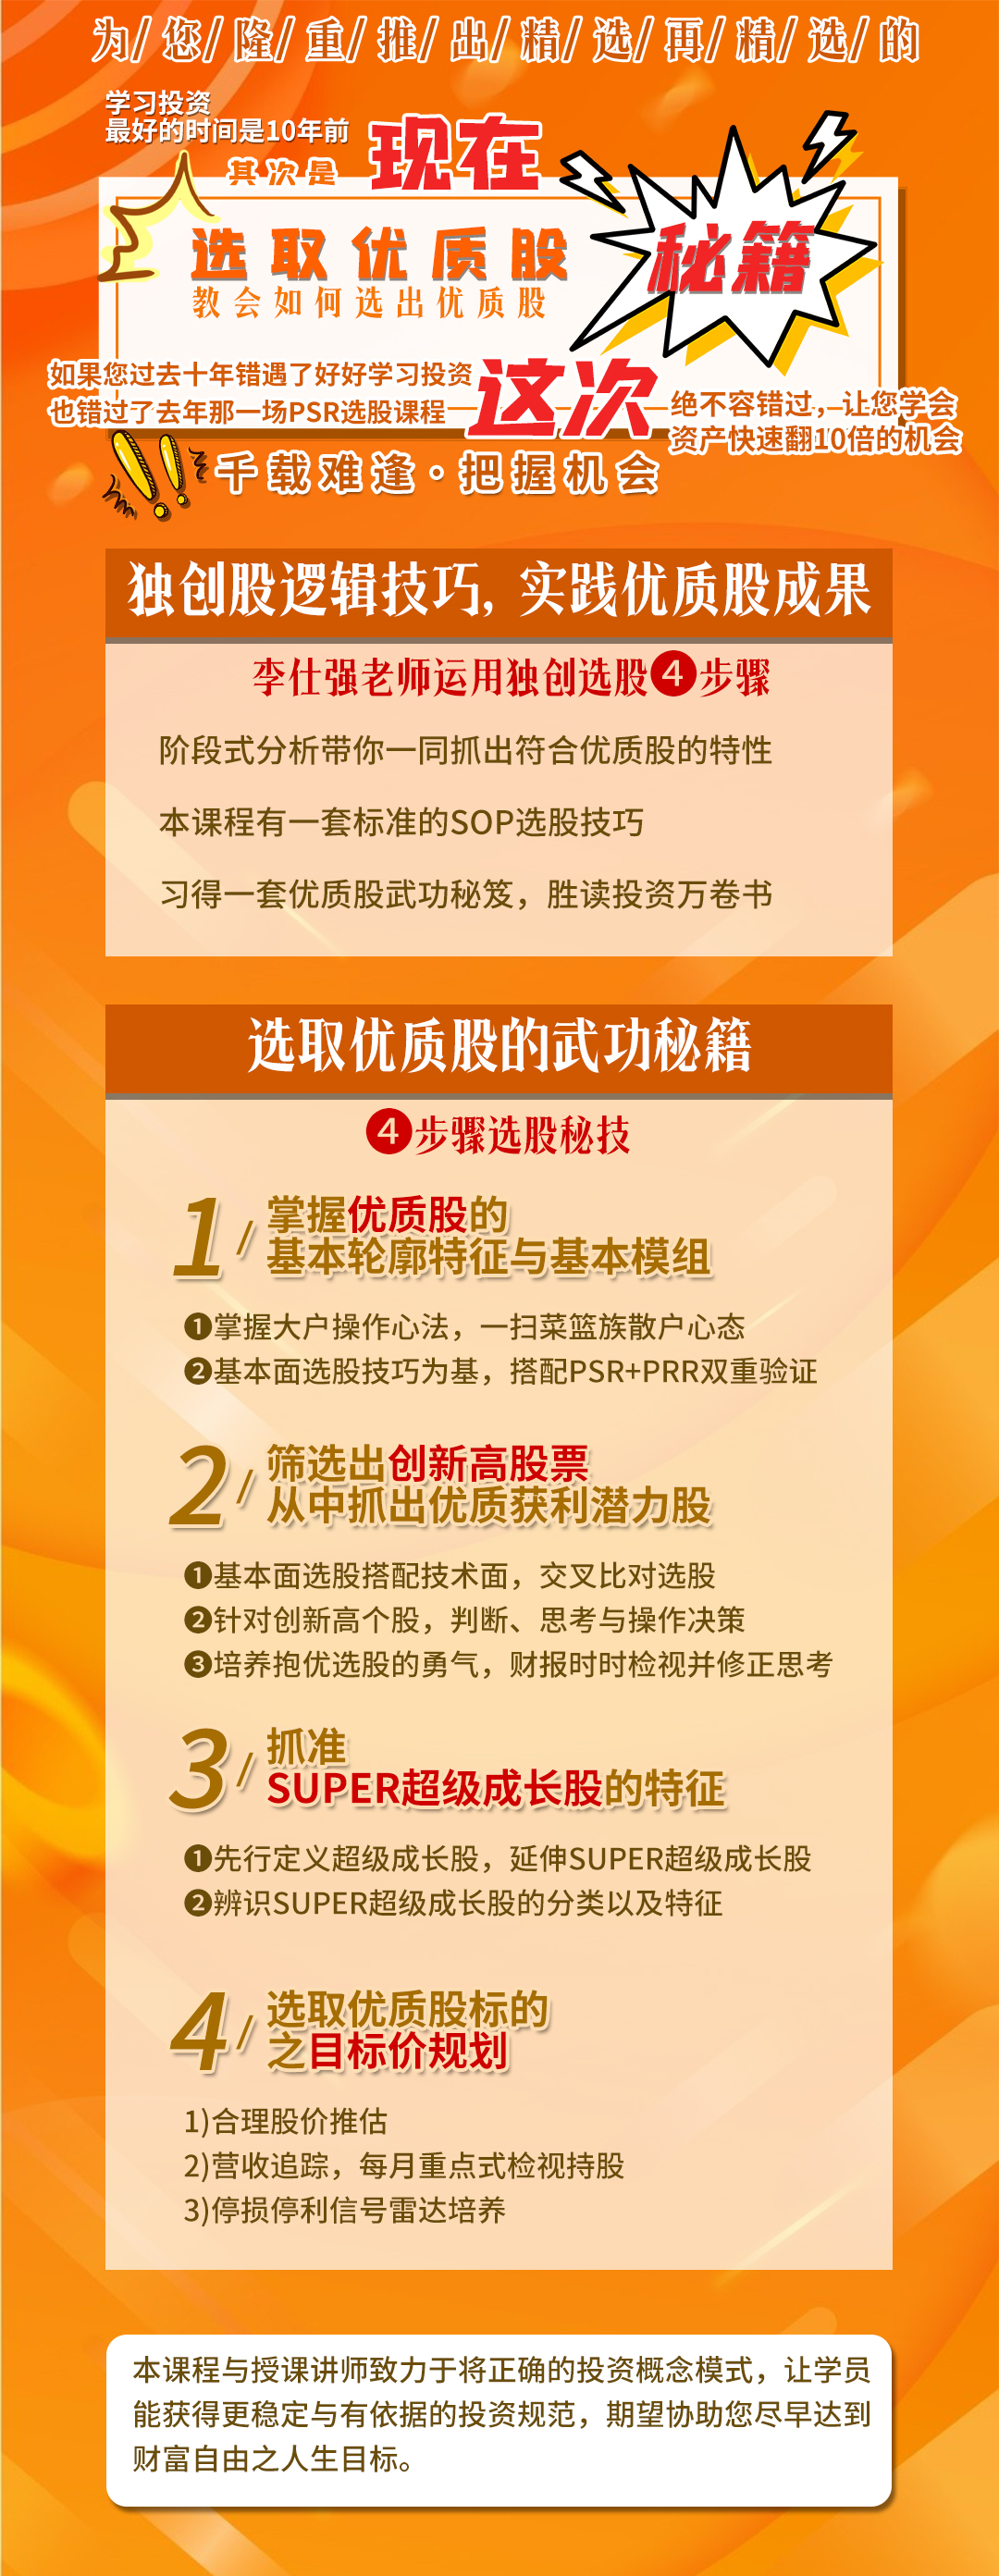 为/您/隆/重/推/出/精/选/再/精/选/的
学习投资
最好的时间是10年前
其次是 现在
选取优质股 秘籍
教会如何选出优质股
如果您过去十年错遇了好好学习投资
也错过了去年那一场PSR选股课程
这次
绝不容错过，让您学会
资产快速翻10倍的机会
千载难逢·把握机会
独创股逻辑技巧，实践优质股成果
李仕强老师运用独创选股4步骤
阶段式分析带你一同抓出符合优质股的特性
本课程有一套标准的SOP选股技巧
习得一套优质股武功秘笈，胜读投资万卷书
选取优质股的武功秘籍
4步骤选股秘技
1/ 掌握优质股的
基本轮廓特征与基本模组
❶掌握大户操作心法，一扫菜篮族散户心态
❷基本面选股技巧为基，搭配PSR+PRR双重验证
2/ 筛选出创新高股票
从中抓出优质获利潜力股
❶基本面选股搭配技术面，交叉比对选股
❷针对创新高个股，判断、思考与操作决策
❸培养抱优选股的勇气，财报时时检视并修正思考
3/ 抓准
SUPER超级成长股的特征
❶先行定义超级成长股，延伸SUPER超级成长股
❷辨识SUPER超级成长股的分类以及特征
4/ 选取优质股标的
之目标价规划
1)合理股价推估
2)营收追踪，每月重点式检视持股
3)停损停利信号雷达培养
本课程与授课讲师致力于将正确的投资概念模式，让学员
能获得更稳定与有依据的投资规范，期望协助您尽早达到
财富自由之人生目标。